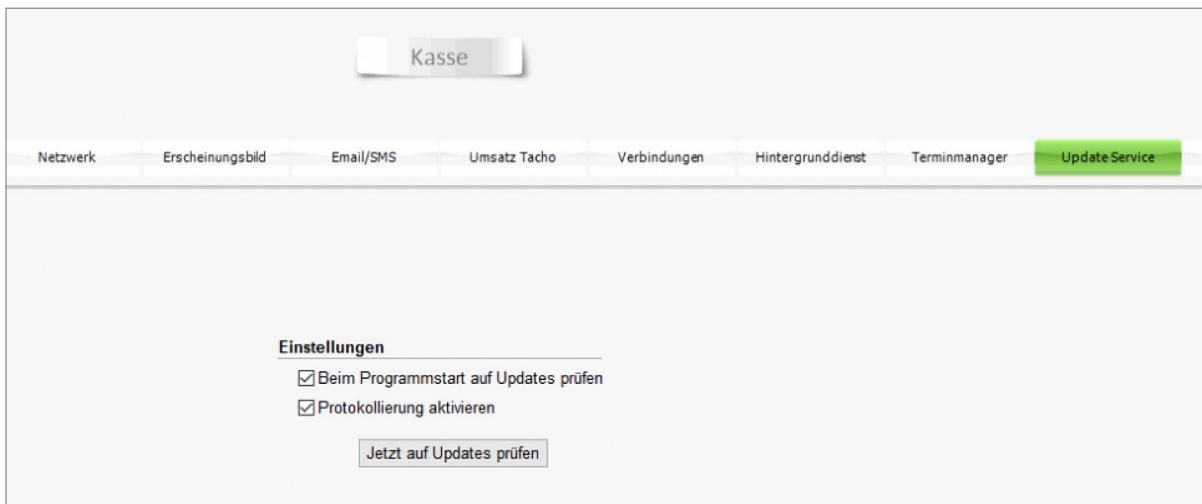 Kasse
Netzwerk Erscheinungsbild Email/SMS Umsatz Tacho Verbindungen Hintergrunddienst Terminmanager Update Service
Einstellungen
Beim Programmstart auf Updates prüfen
Protokollierung aktivieren
Jetzt auf Updates prüfen